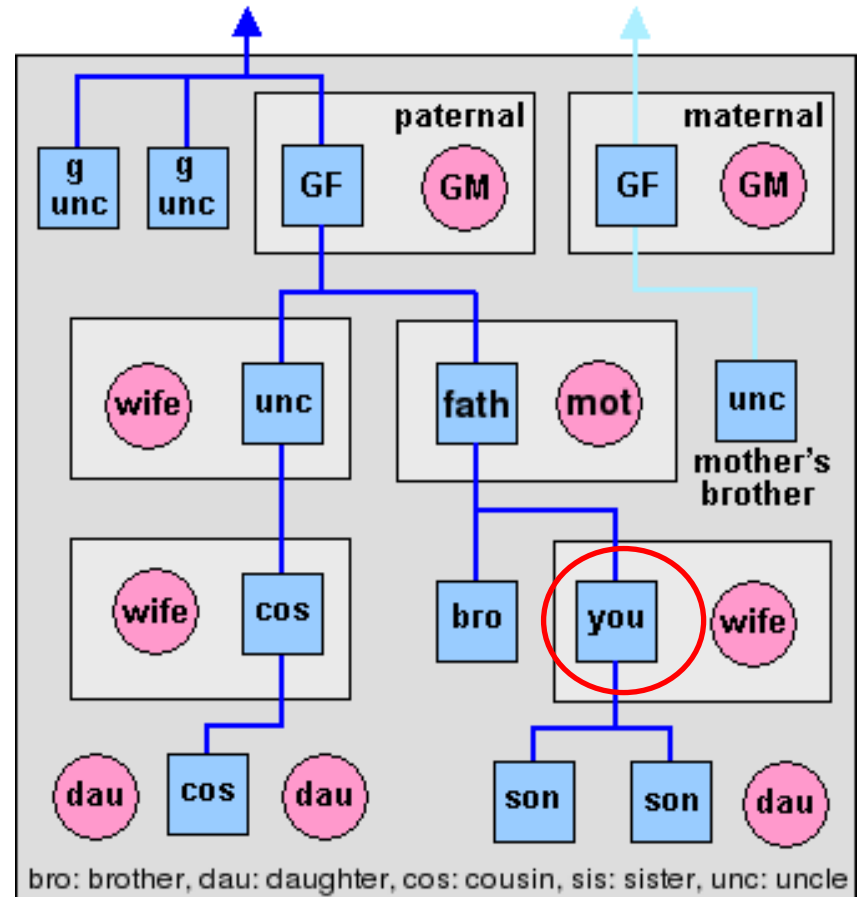 paternal
maternal
g
unc
g
unc
GF
GM
GF
GM
wife
unc
fath
mot
unc
mother's
brother
wife
cos
bro
you
wife
dau
cos
dau
son
son
dau
bro: brother, dau: daughter, cos: cousin, sis: sister, unc: uncle